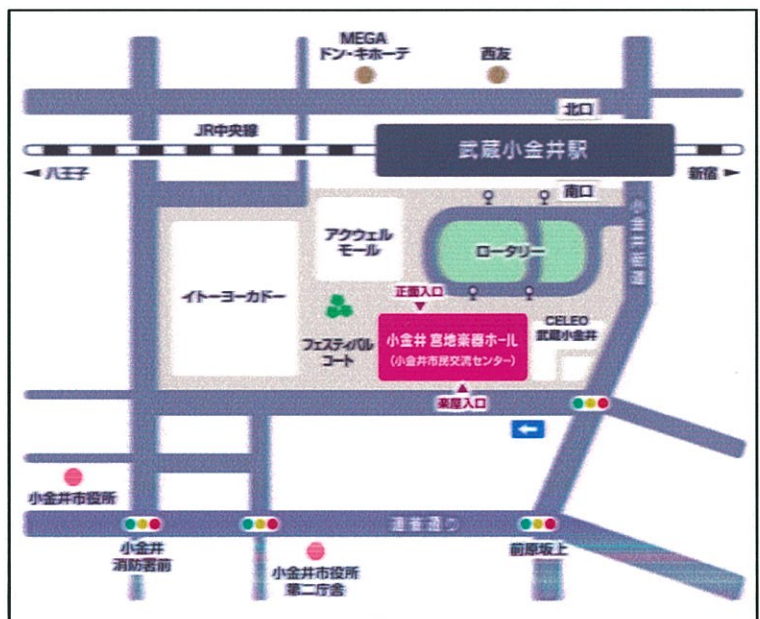 MEGA
ドン・キホーテ
西友
北口
JR中央線
武蔵小金井駅
◄八王子
新宿►
南口
小金井街道
アクウェル
モール
ロータリー
イトーヨーカドー
正面入口
フェスティバル
コート
小金井 宮地楽器ホール
(小金井市民交流センター)
CELEO
武蔵小金井
楽屋入口
小金井市役所
連雀通り
小金井
消防署前
前原坂上
小金井市役所
第二庁舎